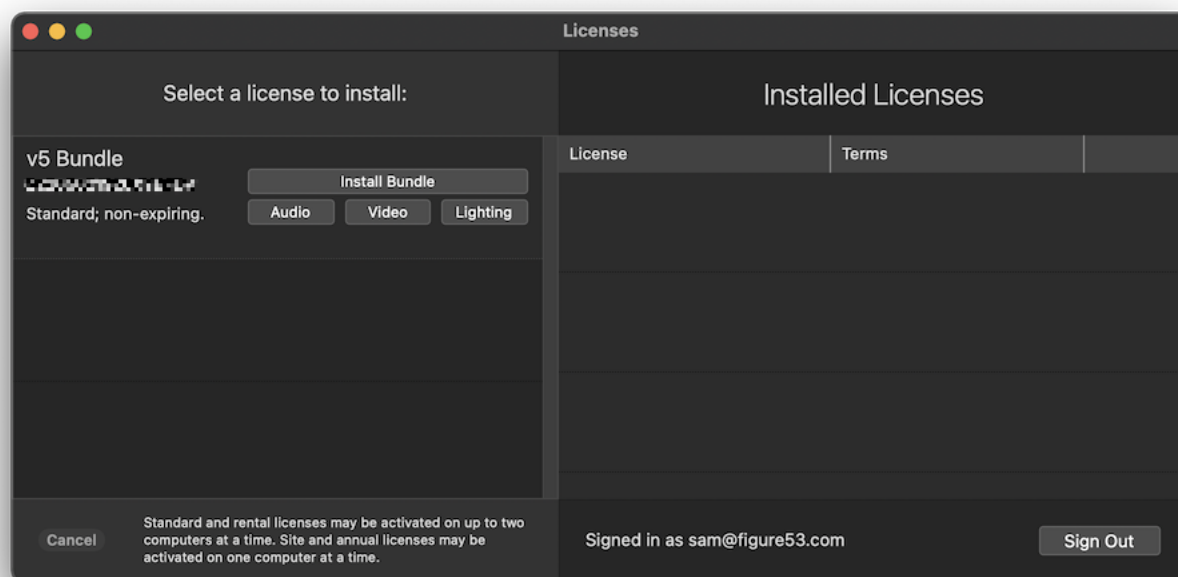 Licenses
Select a license to install:
v5 Bundle
Install Bundle
Standard; non-expiring.
Audio
Video
Lighting
Cancel
Standard and rental licenses may be activated on up to two
computers at a time. Site and annual licenses may be
activated on one computer at a time.
Installed Licenses
License
Terms
Signed in as sam@figure53.com
Sign Out